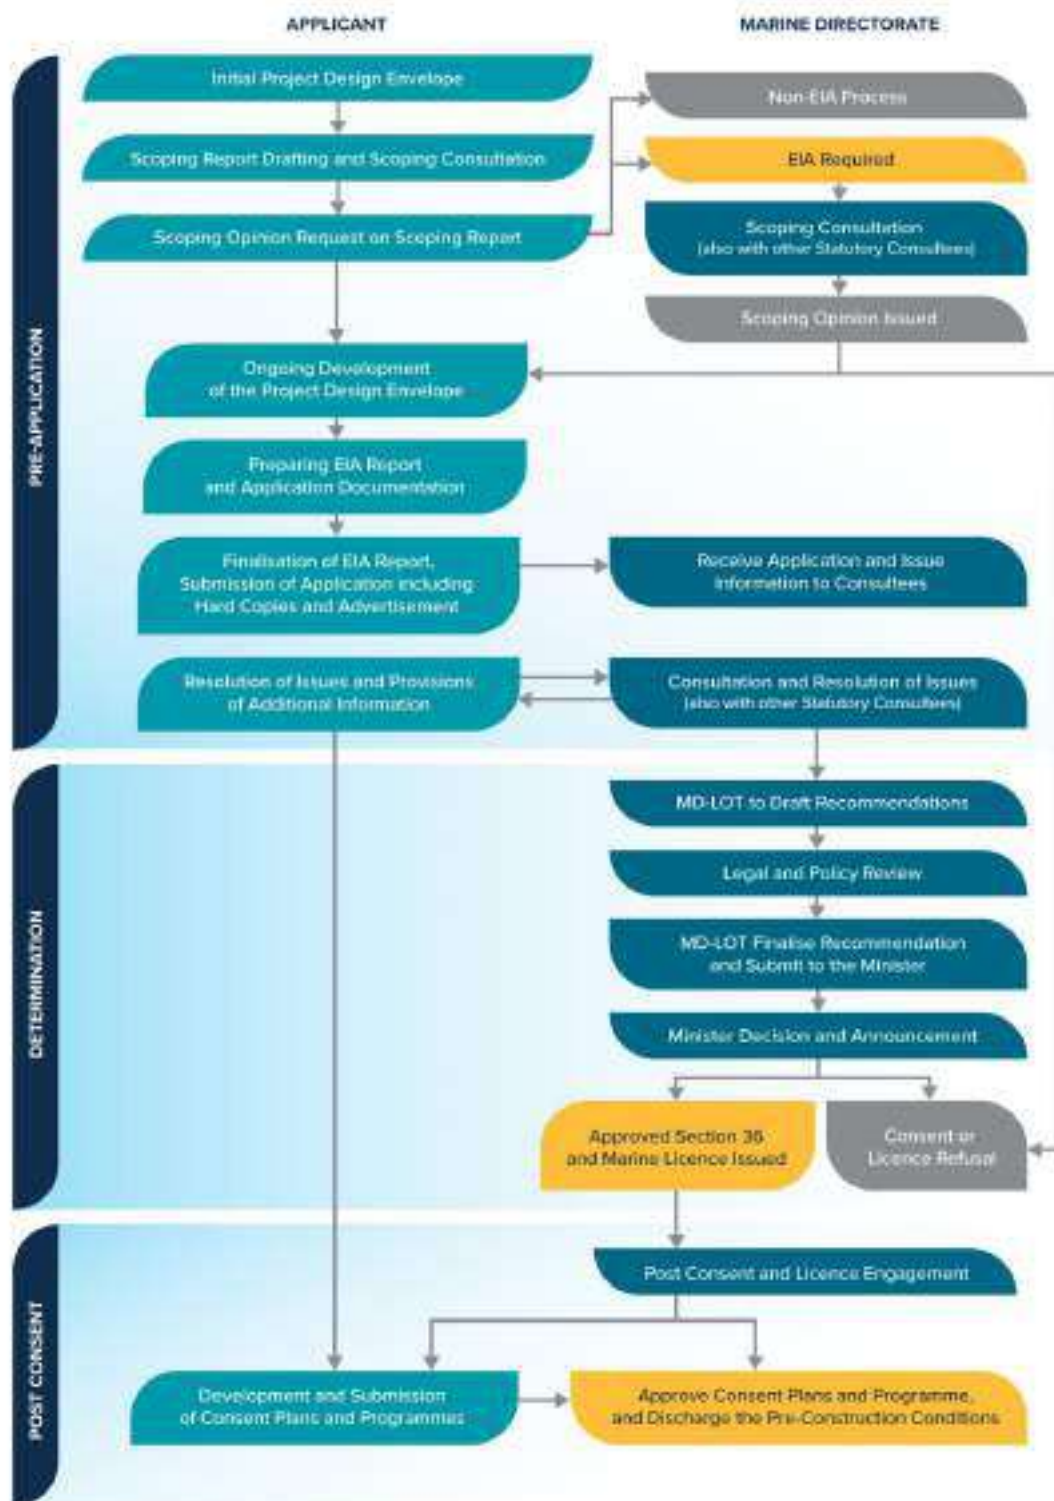 APPLICANT
MARINE DIRECTORATE
PRE-APPLICATION
Initial Project Design Envelope
Non-EIA Process
Scoping Report Drafting and Scoping Consultation
EIA Required
Scoping Opinion Request on Scoping Report
Scoping Consultation
(also with other Statutory Consultees)
Scoping Opinion Issued
Ongoing Development
of the Project Design Envelope
Preparing EIA Report
and Application Documentation
Finalisation of EIA Report,
Submission of Application including
Hard Copies and Advertisement
Receive Application and Issue
Information to Consultees
Resolution of Issues and Provisions
of Additional Information
Consultation and Resolution of Issues
(also with other Statutory Consultees)
DETERMINATION
MD-LOT to Draft Recommendations
Legal and Policy Review
MD-LOT Finalise Recommendation
and Submit to the Minister
Minister Decision and Announcement
Approved Section 36
and Marine Licence Issued
Consent or
Licence Refusal
POST CONSENT
Post Consent and Licence Engagement
Development and Submission
of Consent Plans and Programmes
Approve Consent Plans and Programme,
and Discharge the Pre-Construction Conditions